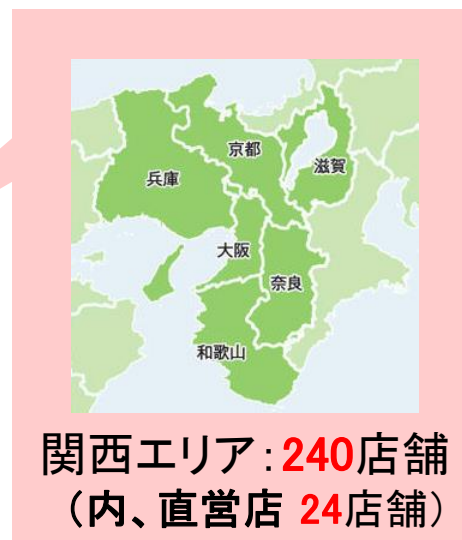 京都
滋賀
兵庫
大阪
奈良
和歌山
関西エリア:240店舗
(内、直営店 24店舗)